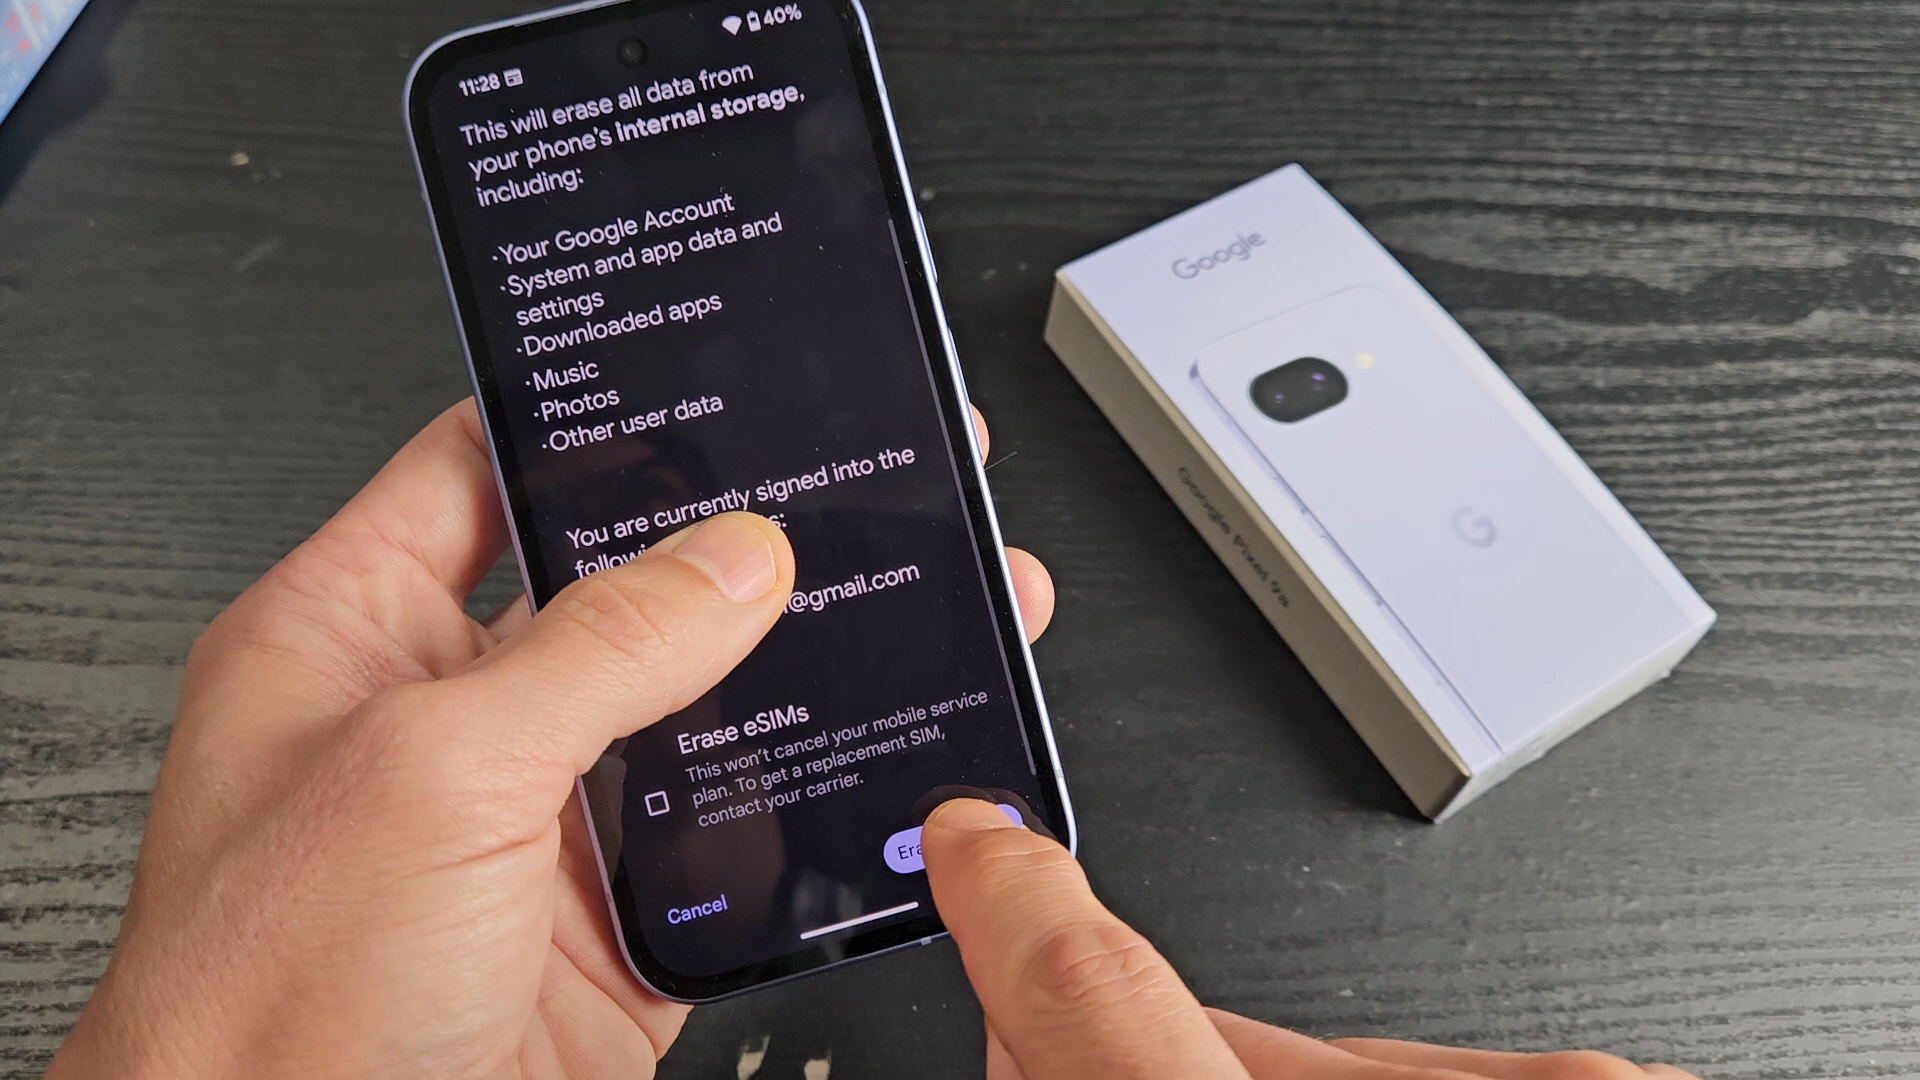 11:28
40%
This will erase all data from
your phone's internal storage,
including:
·Your Google Account
·System and app data and
settings
·Downloaded apps
·Music
·Photos
·Other user data
You are currently signed into the
@gmail.com
Erase eSIMs
This won't cancel your mobile service
plan. To get a replacement SIM,
contact your carrier.
Cancel
Google
G
Google Pixel 9a